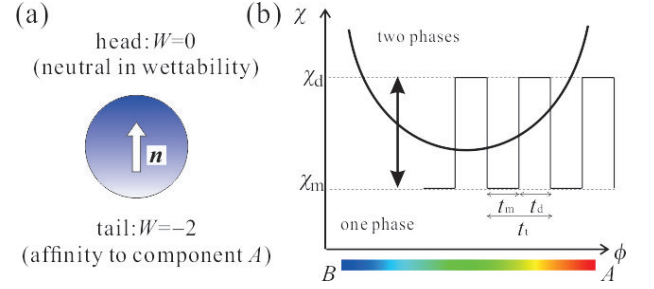 (a)
head:W=0
(neutral in wettability)
n
tail:W=−2
(affinity to component A)
(b)
χ
two phases
χd
χm
tm
td
tt
one phase
ϕ
B
A